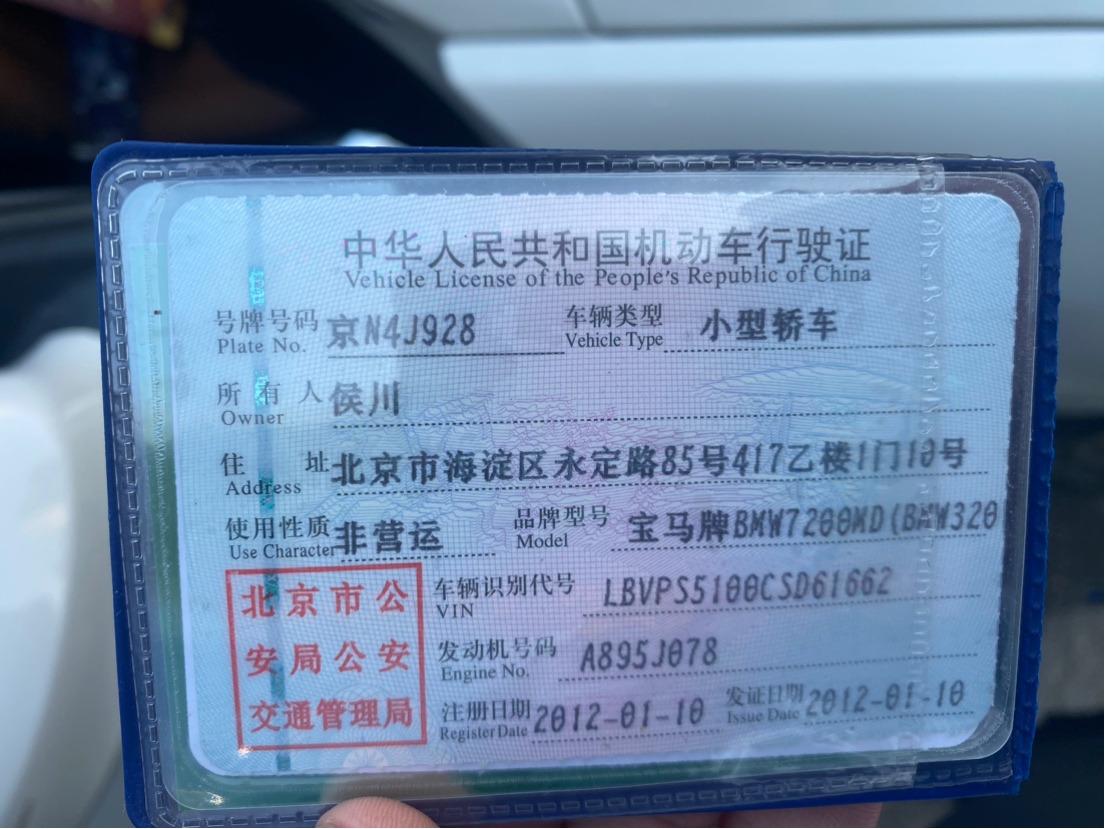 中华人民共和国机动车行驶证
Vehicle License of the People's Republic of China
号牌号码 京N4J928 车辆类型 小型轿车
Plate No. Vehicle Type
所有人 侯川
Owner
住址 北京市海淀区永定路85号417乙楼1门10号
Address
使用性质 非营运 品牌型号 宝马牌BMW7200MD(BMW320
Use Character Model
北京市公
安局公安
交通管理局
车辆识别代号 LBVPS5100CSD61662
VIN
发动机号码 A895J078
Engine No.
注册日期 2012-01-10 发证日期 2012-01-10
Register Date Issue Date